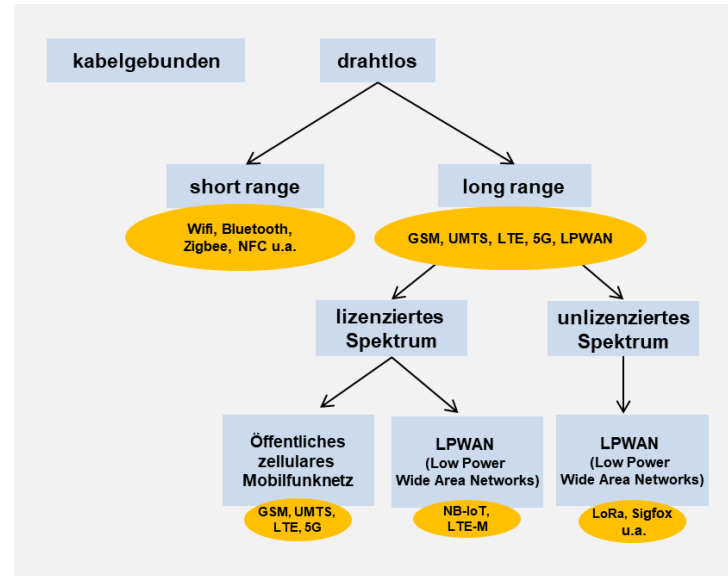 kabelgebunden
drahtlos
short range
long range
Wifi, Bluetooth,
Zigbee, NFC u.a.
GSM, UMTS, LTE, 5G, LPWAN
lizenziertes
Spektrum
unlizenziertes
Spektrum
Öffentliches
zellulares
Mobilfunknetz
GSM, UMTS,
LTE, 5G
LPWAN
(Low Power
Wide Area Networks)
NB-IoT,
LTE-M
LPWAN
(Low Power
Wide Area Networks)
LoRa, Sigfox
u.a.